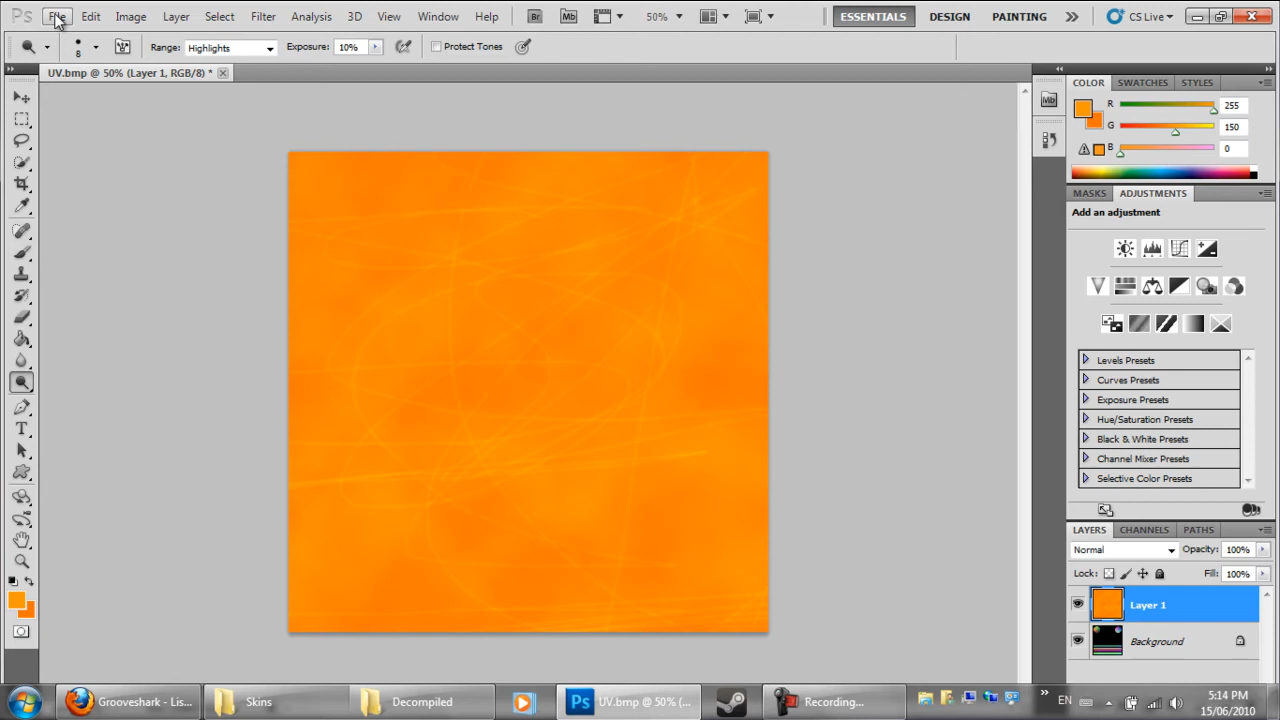 Ps File Edit Image Layer Select Filter Analysis 3D View Window Help Br Mb 50% ESSENTIALS DESIGN PAINTING CS Live
8 Range: Highlights Exposure: 10% Protect Tones
UV.bmp @ 50% (Layer 1, RGB/8) *
COLOR SWATCHES STYLES
Mb
R 255
G 150
B 0
MASKS ADJUSTMENTS
Add an adjustment
Levels Presets
Curves Presets
Exposure Presets
Hue/Saturation Presets
Black & White Presets
Channel Mixer Presets
Selective Color Presets
LAYERS CHANNELS PATHS
Normal Opacity: 100%
Lock: Fill: 100%
Layer 1
Background
Grooveshark - Lis... Skins Decompiled Ps UV.bmp @ 50% (... Recording... EN 5:14 PM
15/06/2010